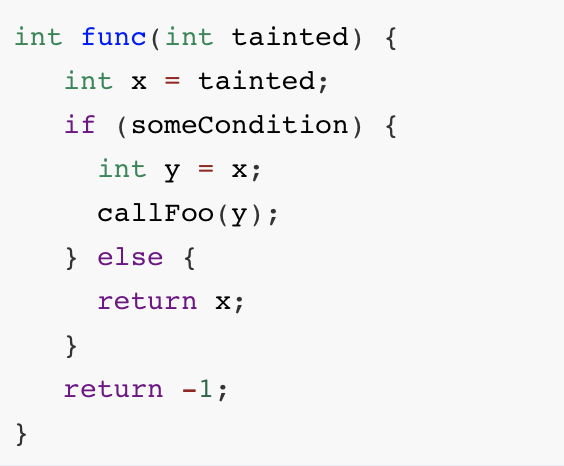 int func(int tainted) {
   int x = tainted;
   if (someCondition) {
     int y = x;
     callFoo(y);
   } else {
     return x;
   }
   return -1;
}